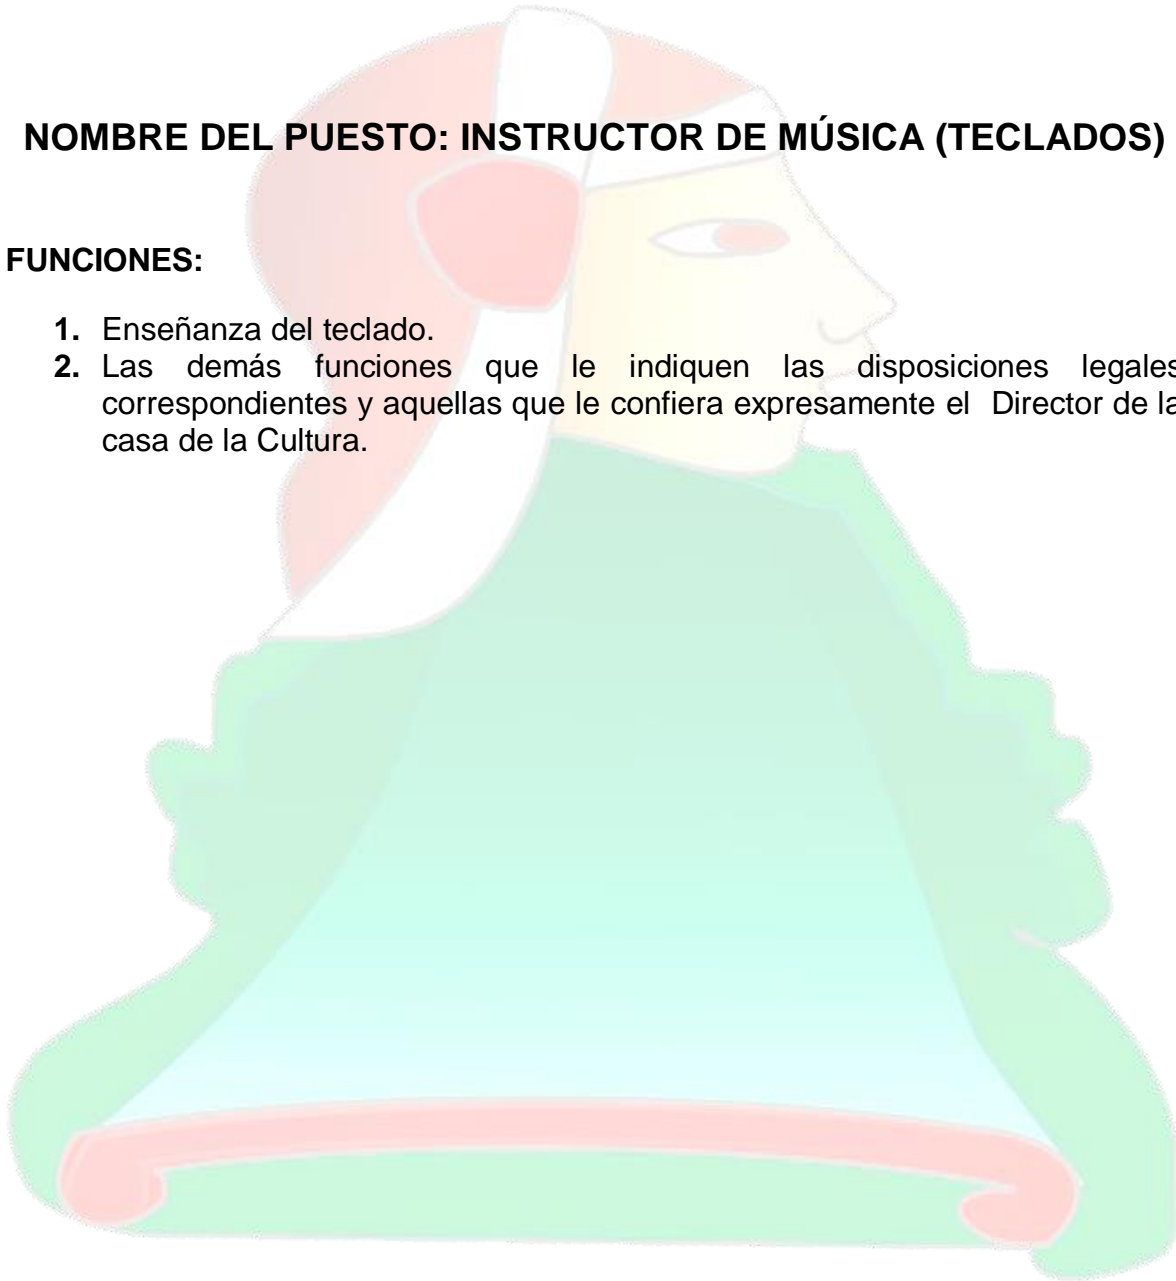 NOMBRE DEL PUESTO: INSTRUCTOR DE MÚSICA (TECLADOS)
FUNCIONES:
1. Enseñanza del teclado.
2. Las demás funciones que le indiquen las disposiciones legales
correspondientes y aquellas que le confiera expresamente el Director de la
casa de la Cultura.